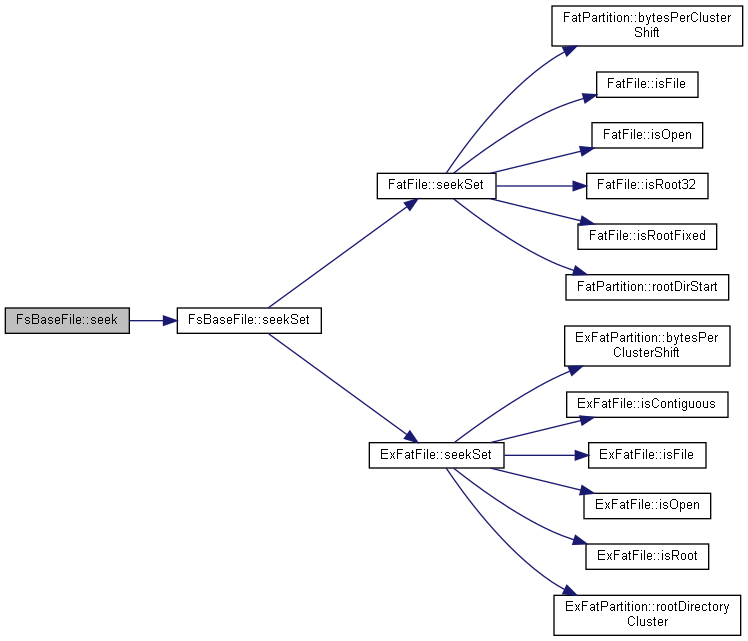 FatPartition::bytesPerCluster
Shift
FatFile::isFile
FatFile::isOpen
FatFile::seekSet
FatFile::isRoot32
FatFile::isRootFixed
FatPartition::rootDirStart
FsBaseFile::seek
FsBaseFile::seekSet
ExFatPartition::bytesPer
ClusterShift
ExFatFile::isContiguous
ExFatFile::seekSet
ExFatFile::isFile
ExFatFile::isOpen
ExFatFile::isRoot
ExFatPartition::rootDirectory
Cluster